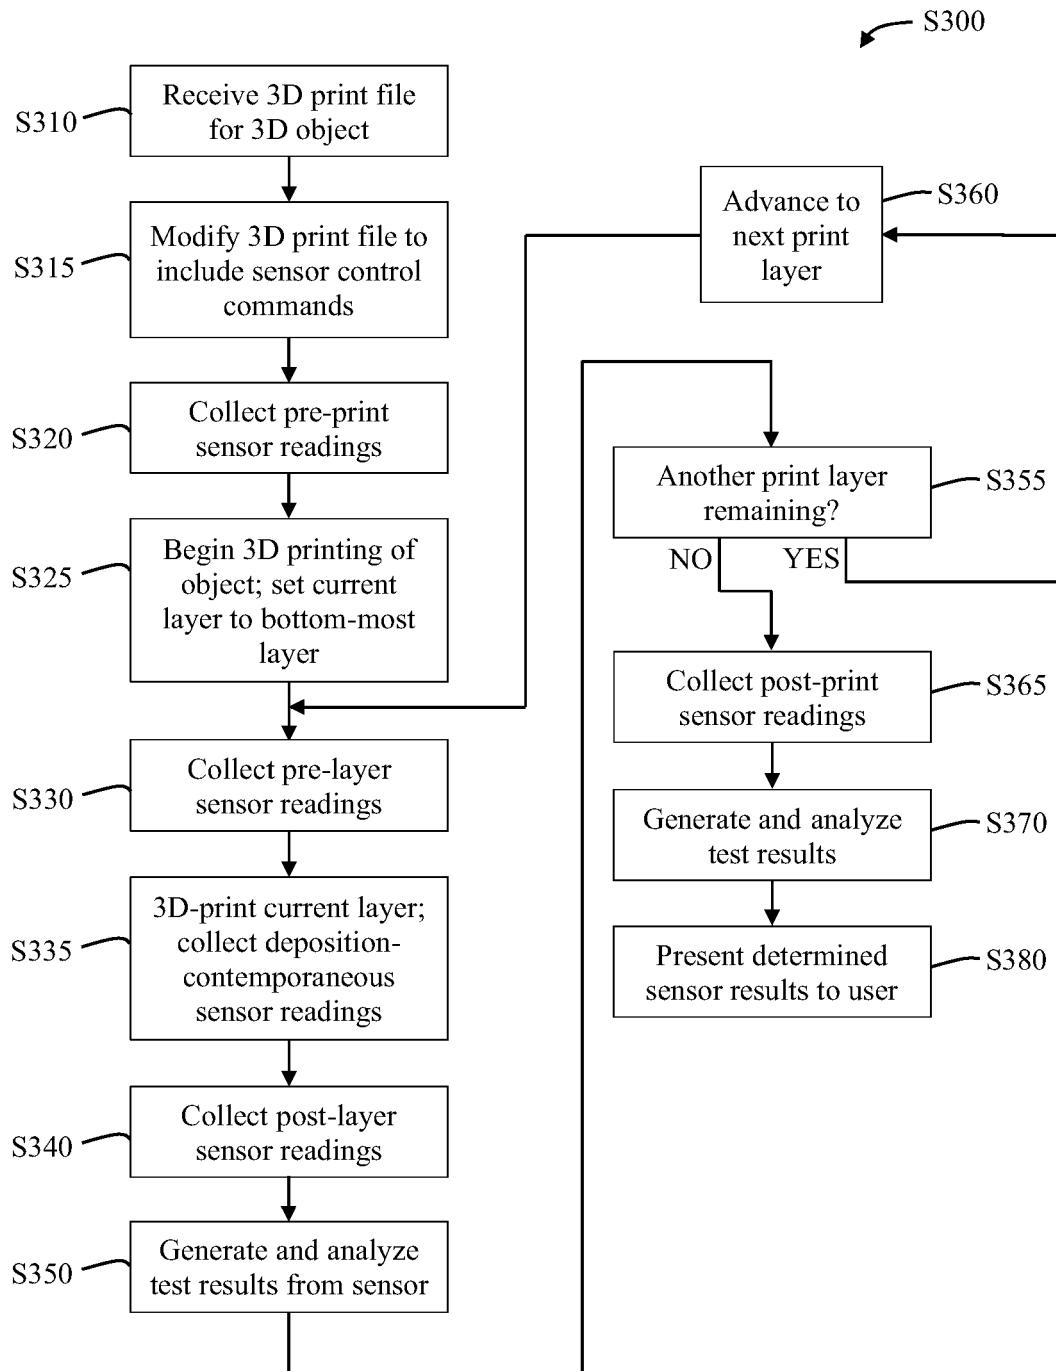 S300
S310
Receive 3D print file
for 3D object
S315
Modify 3D print file to
include sensor control
commands
S320
Collect pre-print
sensor readings
S325
Begin 3D printing of
object; set current
layer to bottom-most
layer
S330
Collect pre-layer
sensor readings
S335
3D-print current layer;
collect deposition-
contemporaneous
sensor readings
S340
Collect post-layer
sensor readings
S350
Generate and analyze
test results from sensor
Advance to
next print
layer
S360
Another print layer
remaining?
S355
NO
YES
Collect post-print
sensor readings
S365
Generate and analyze
test results
S370
Present determined
sensor results to user
S380